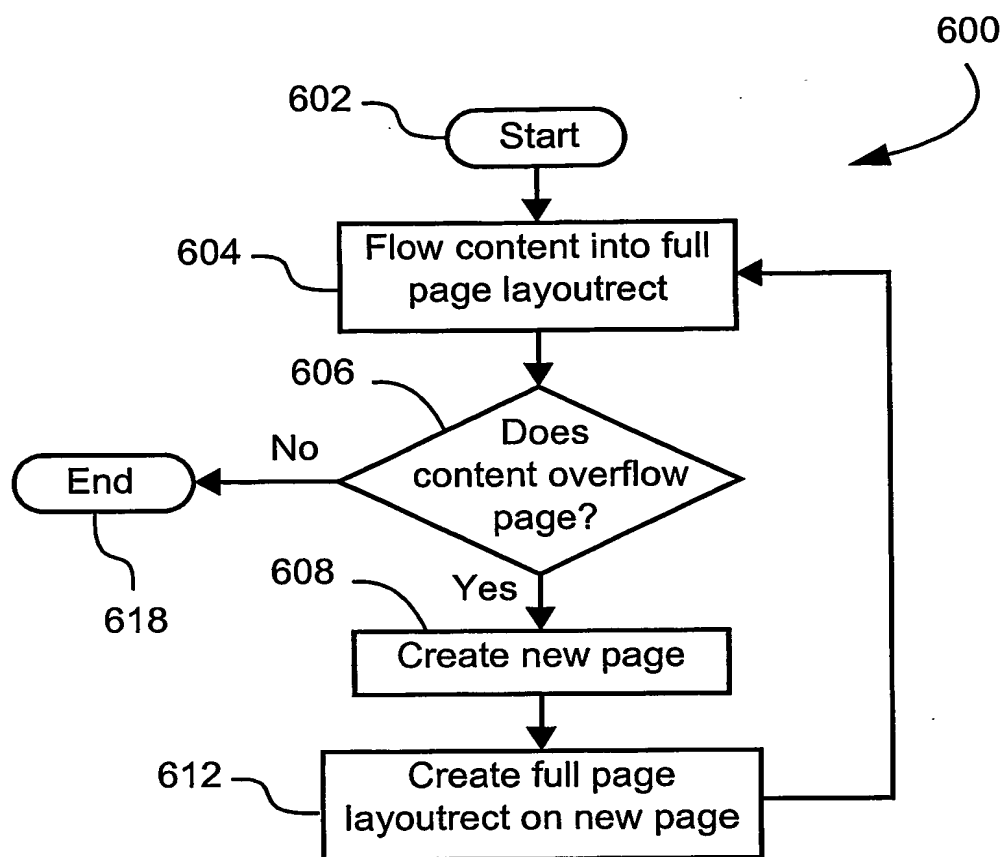 600
602
Start
604
Flow content into full
page layoutrect
606
Does
content overflow
page?
No
End
618
Yes
608
Create new page
612
Create full page
layoutrect on new page